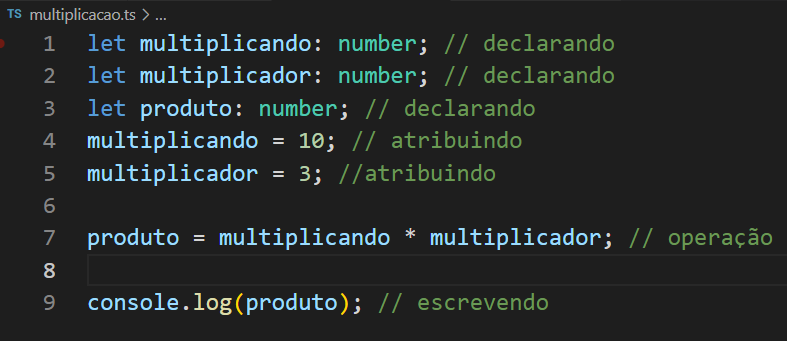 TS multiplicacao.ts > ...
1 let multiplicando: number; // declarando
2 let multiplicador: number; // declarando
3 let produto: number; // declarando
4 multiplicando = 10; // atribuindo
5 multiplicador = 3; //atribuindo
6
7 produto = multiplicando * multiplicador; // operação
8
9 console.log(produto); // escrevendo